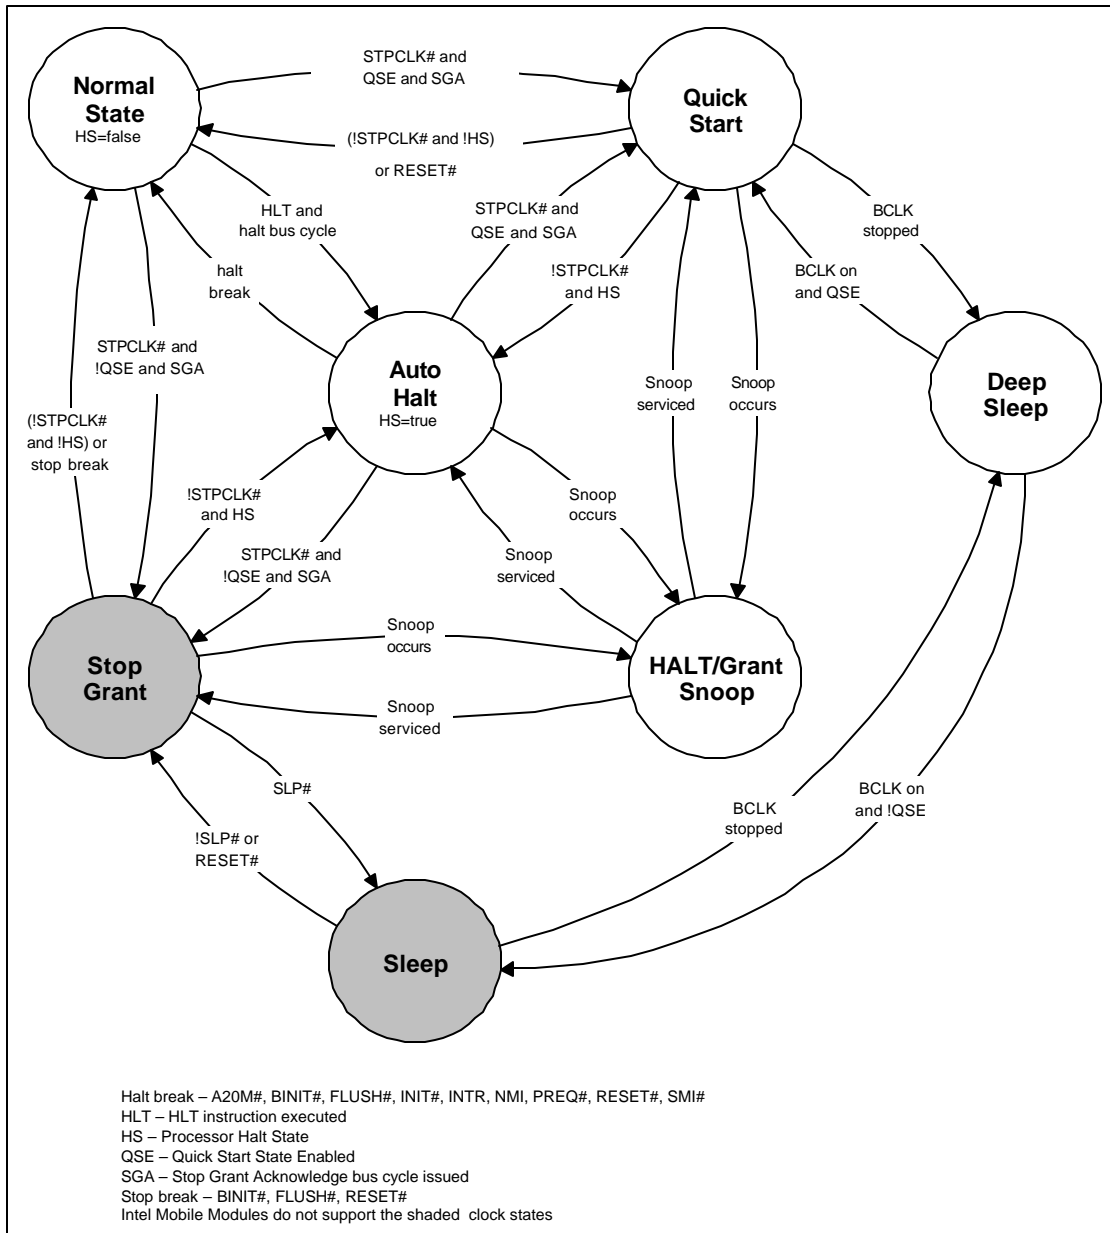 STPCLK# and
QSE and SGA
Normal
State
HS=false
Quick
Start
(!STPCLK# and !HS)
or RESET#
HLT and
halt bus cycle
STPCLK# and
QSE and SGA
BCLK
stopped
halt
break
!STPCLK#
and HS
BCLK on
and QSE
STPCLK# and
!QSE and SGA
Auto
Halt
HS=true
Snoop
serviced
Snoop
occurs
Deep
Sleep
(!STPCLK#
and !HS) or
stop break
!STPCLK#
and HS
Snoop
occurs
STPCLK# and
!QSE and SGA
Snoop
serviced
Stop
Grant
Snoop
occurs
HALT/Grant
Snoop
Snoop
serviced
SLP#
BCLK
stopped
BCLK on
and !QSE
!SLP# or
RESET#
Sleep
Halt break – A20M#, BINIT#, FLUSH#, INIT#, INTR, NMI, PREQ#, RESET#, SMI#
HLT – HLT instruction executed
HS – Processor Halt State
QSE – Quick Start State Enabled
SGA – Stop Grant Acknowledge bus cycle issued
Stop break – BINIT#, FLUSH#, RESET#
Intel Mobile Modules do not support the shaded clock states